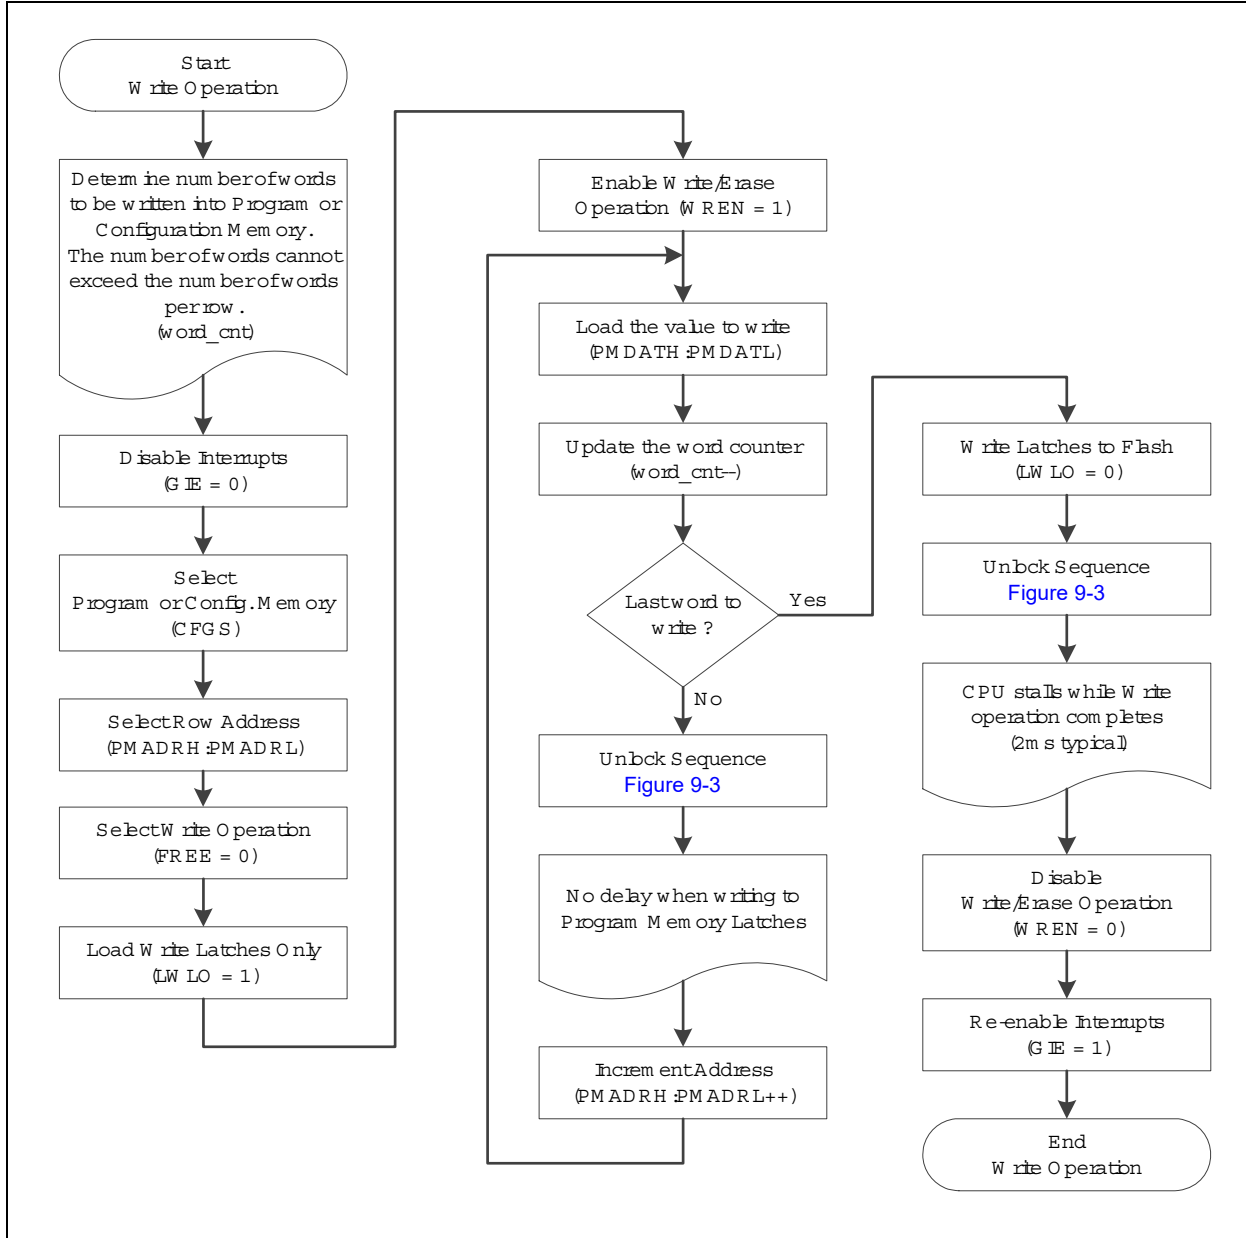 Start
Write Operation
Determine number of words
to be written into Program or
Configuration Memory.
The number of words cannot
exceed the number of words
per row.
(word_cnt)
Disable Interrupts
(GIE = 0)
Select
Program or Config. Memory
(CFGS)
Select Row Address
(PMADRH:PMADRL)
Select Write Operation
(FREE = 0)
Load Write Latches Only
(LWLO = 1)
Enable Write/Erase
Operation (WREN = 1)
Load the value to write
(PMDATH:PMDATL)
Update the word counter
(word_cnt--)
Last word to
write ?
Yes
No
Unlock Sequence
Figure 9-3
No delay when writing to
Program Memory Latches
Increment Address
(PMADRH:PMADRL++)
Write Latches to Flash
(LWLO = 0)
Unlock Sequence
Figure 9-3
CPU stalls while Write
operation completes
(2ms typical)
Disable
Write/Erase Operation
(WREN = 0)
Re-enable Interrupts
(GIE = 1)
End
Write Operation